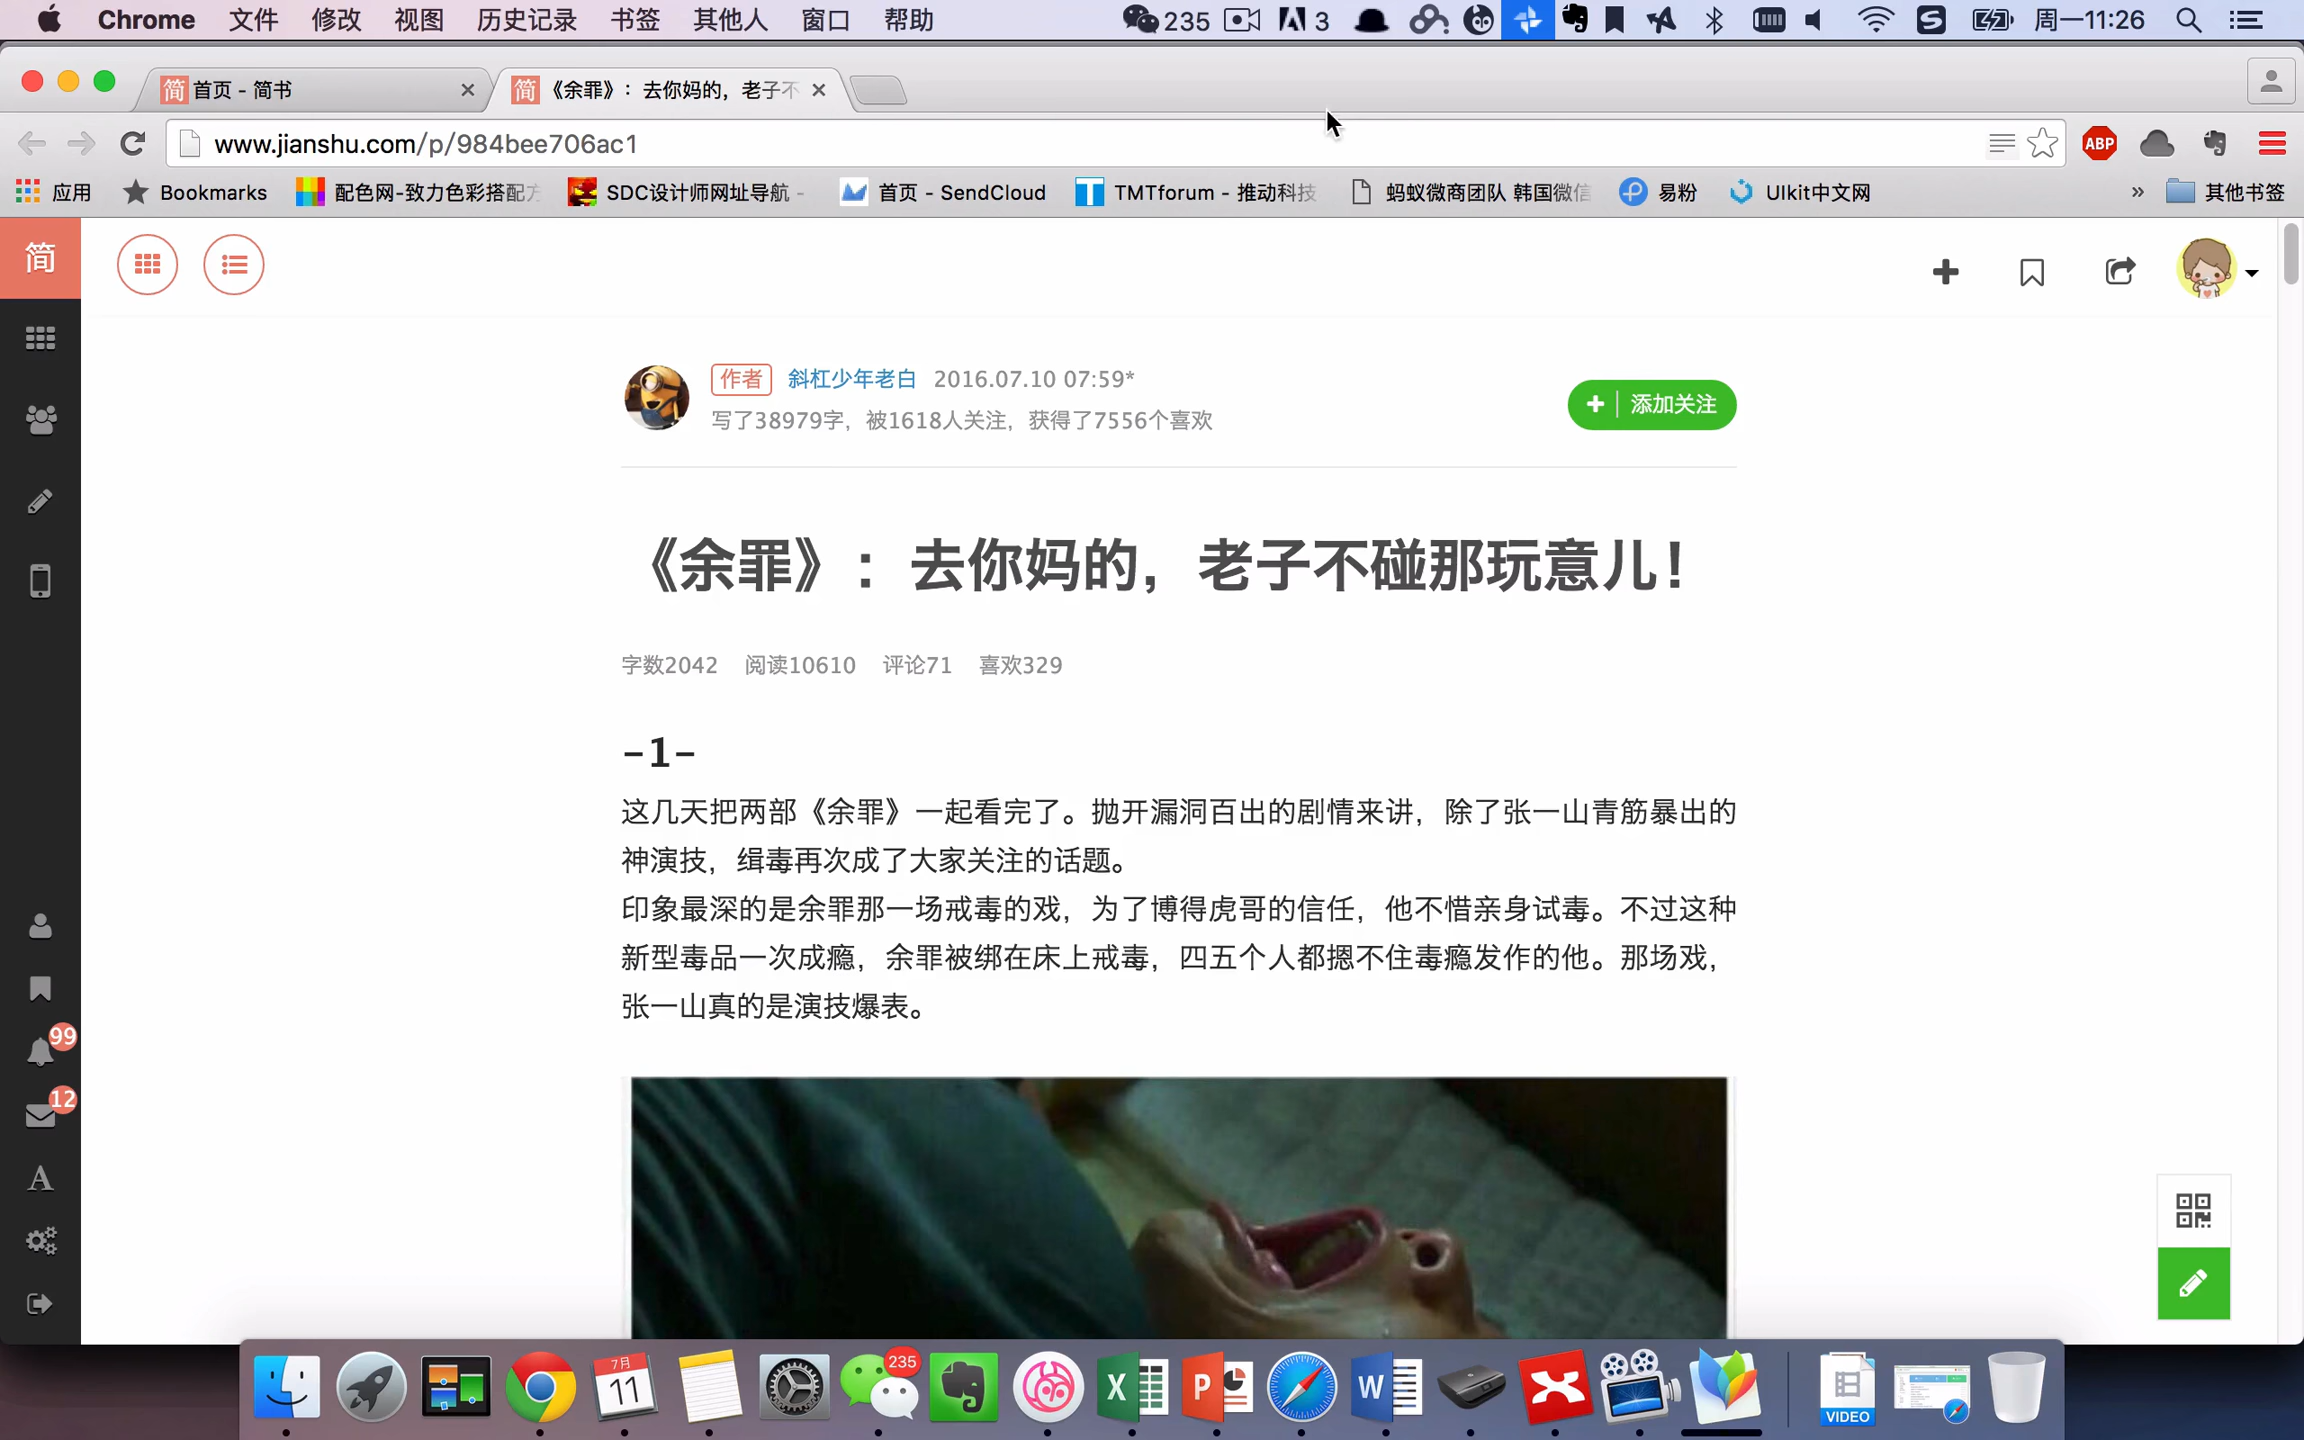 Chrome 文件 修改 视图 历史记录 书签 其他人 窗口 帮助 235 3 周一11:26
简 首页 - 简书
简 《余罪》：去你妈的，老子不
www.jianshu.com/p/984bee706ac1
ABP
应用 Bookmarks 配色网-致力色彩搭配方 SDC设计师网址导航 - 首页 - SendCloud TMTforum - 推动科技 蚂蚁微商团队 韩国微信 易粉 UIkit中文网 » 其他书签
简
作者 斜杠少年老白 2016.07.10 07:59*
写了38979字，被1618人关注，获得了7556个喜欢
添加关注
《余罪》：去你妈的，老子不碰那玩意儿！
字数2042 阅读10610 评论71 喜欢329
-1-
这几天把两部《余罪》一起看完了。抛开漏洞百出的剧情来讲，除了张一山青筋暴出的
神演技，缉毒再次成了大家关注的话题。
印象最深的是余罪那一场戒毒的戏，为了博得虎哥的信任，他不惜亲身试毒。不过这种
新型毒品一次成瘾，余罪被绑在床上戒毒，四五个人都摁不住毒瘾发作的他。那场戏，
张一山真的是演技爆表。
99
12
A
7月
11
235
X
P
W
VIDEO